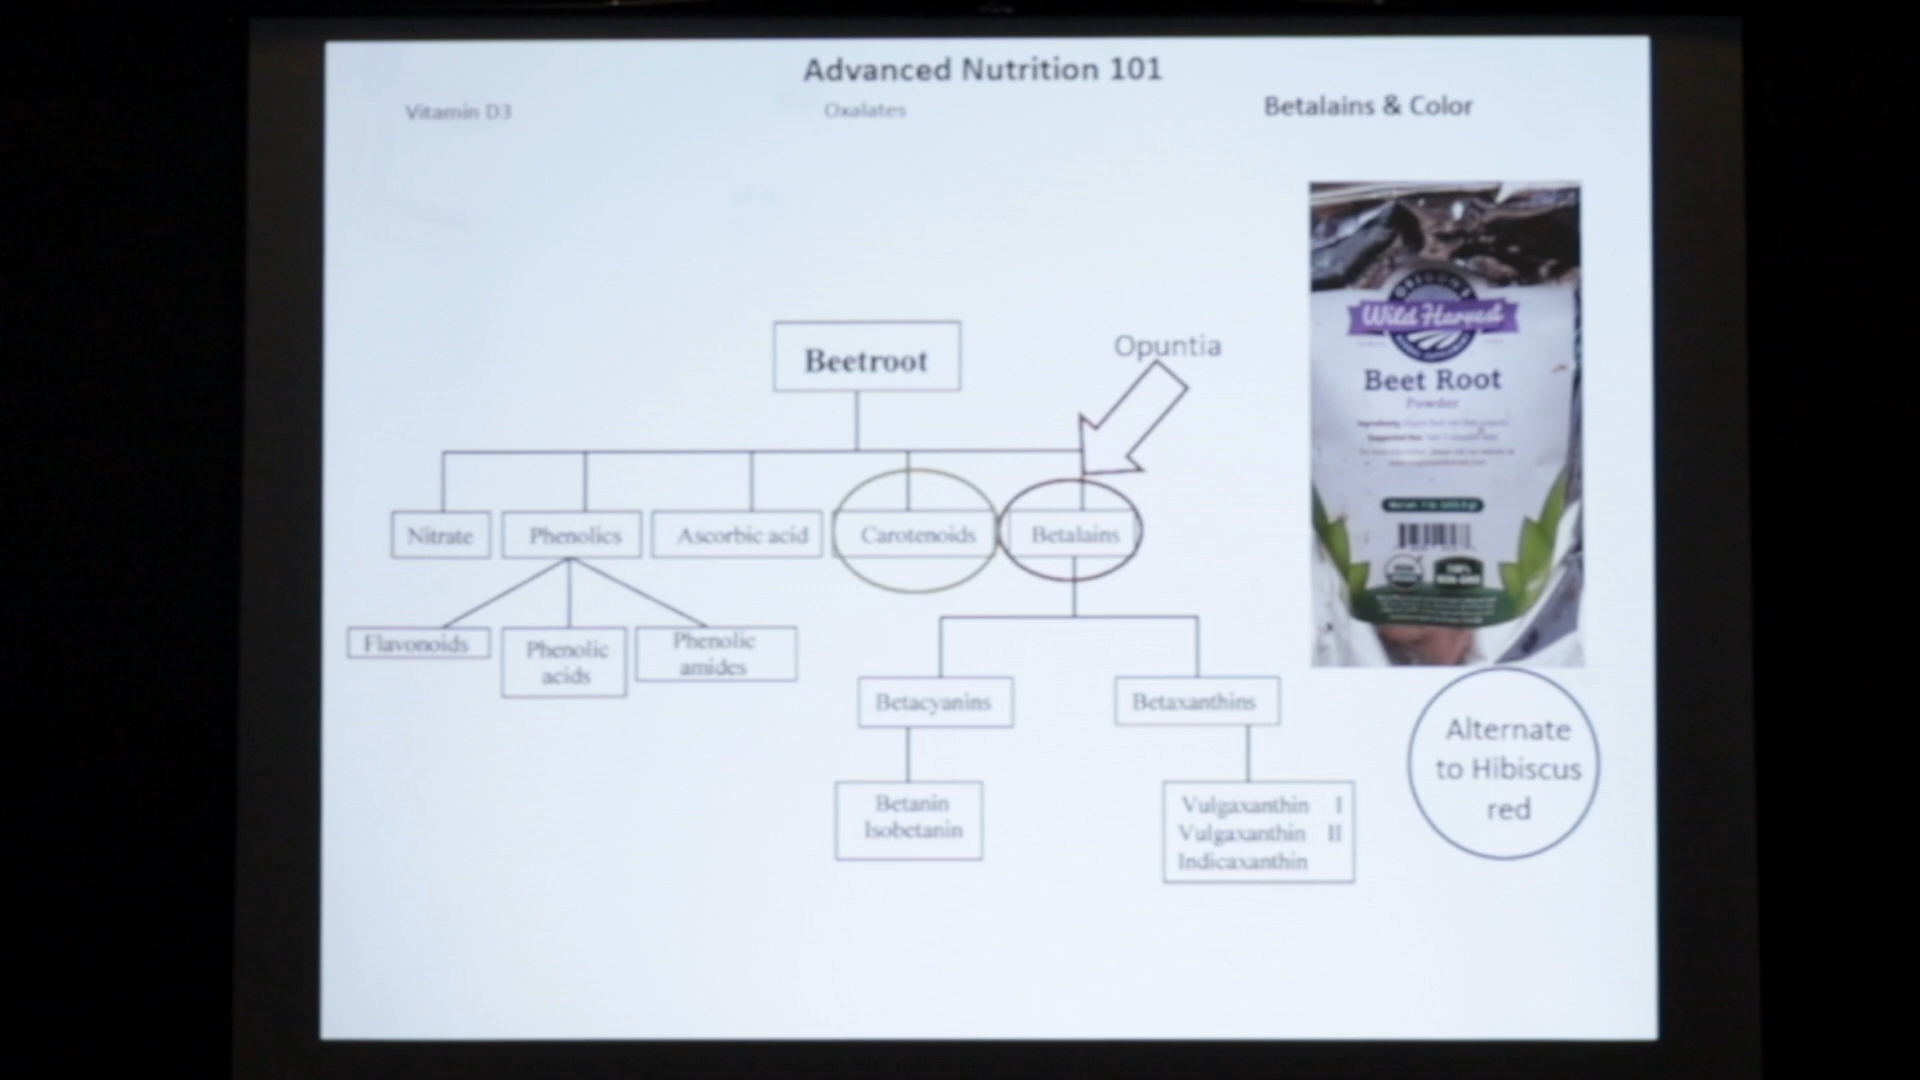 Advanced Nutrition 101
Vitamin D3
Oxalates
Betalains & Color
Beetroot
Opuntia
Nitrate
Phenolics
Ascorbic acid
Carotenoids
Betalains
Flavonoids
Phenolic
acids
Phenolic
amides
Betacyanins
Betaxanthins
Betanin
Isobetanin
Vulgaxanthin I
Vulgaxanthin II
Indicaxanthin
OREGON'S
Wild Harvest
Beet Root
Powder
Alternate
to Hibiscus
red